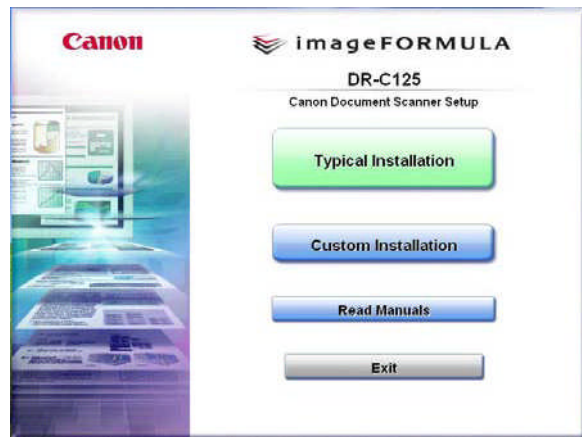 Canon
imageFORMULA
DR-C125
Canon Document Scanner Setup
Typical Installation
Custom Installation
Read Manuals
Exit